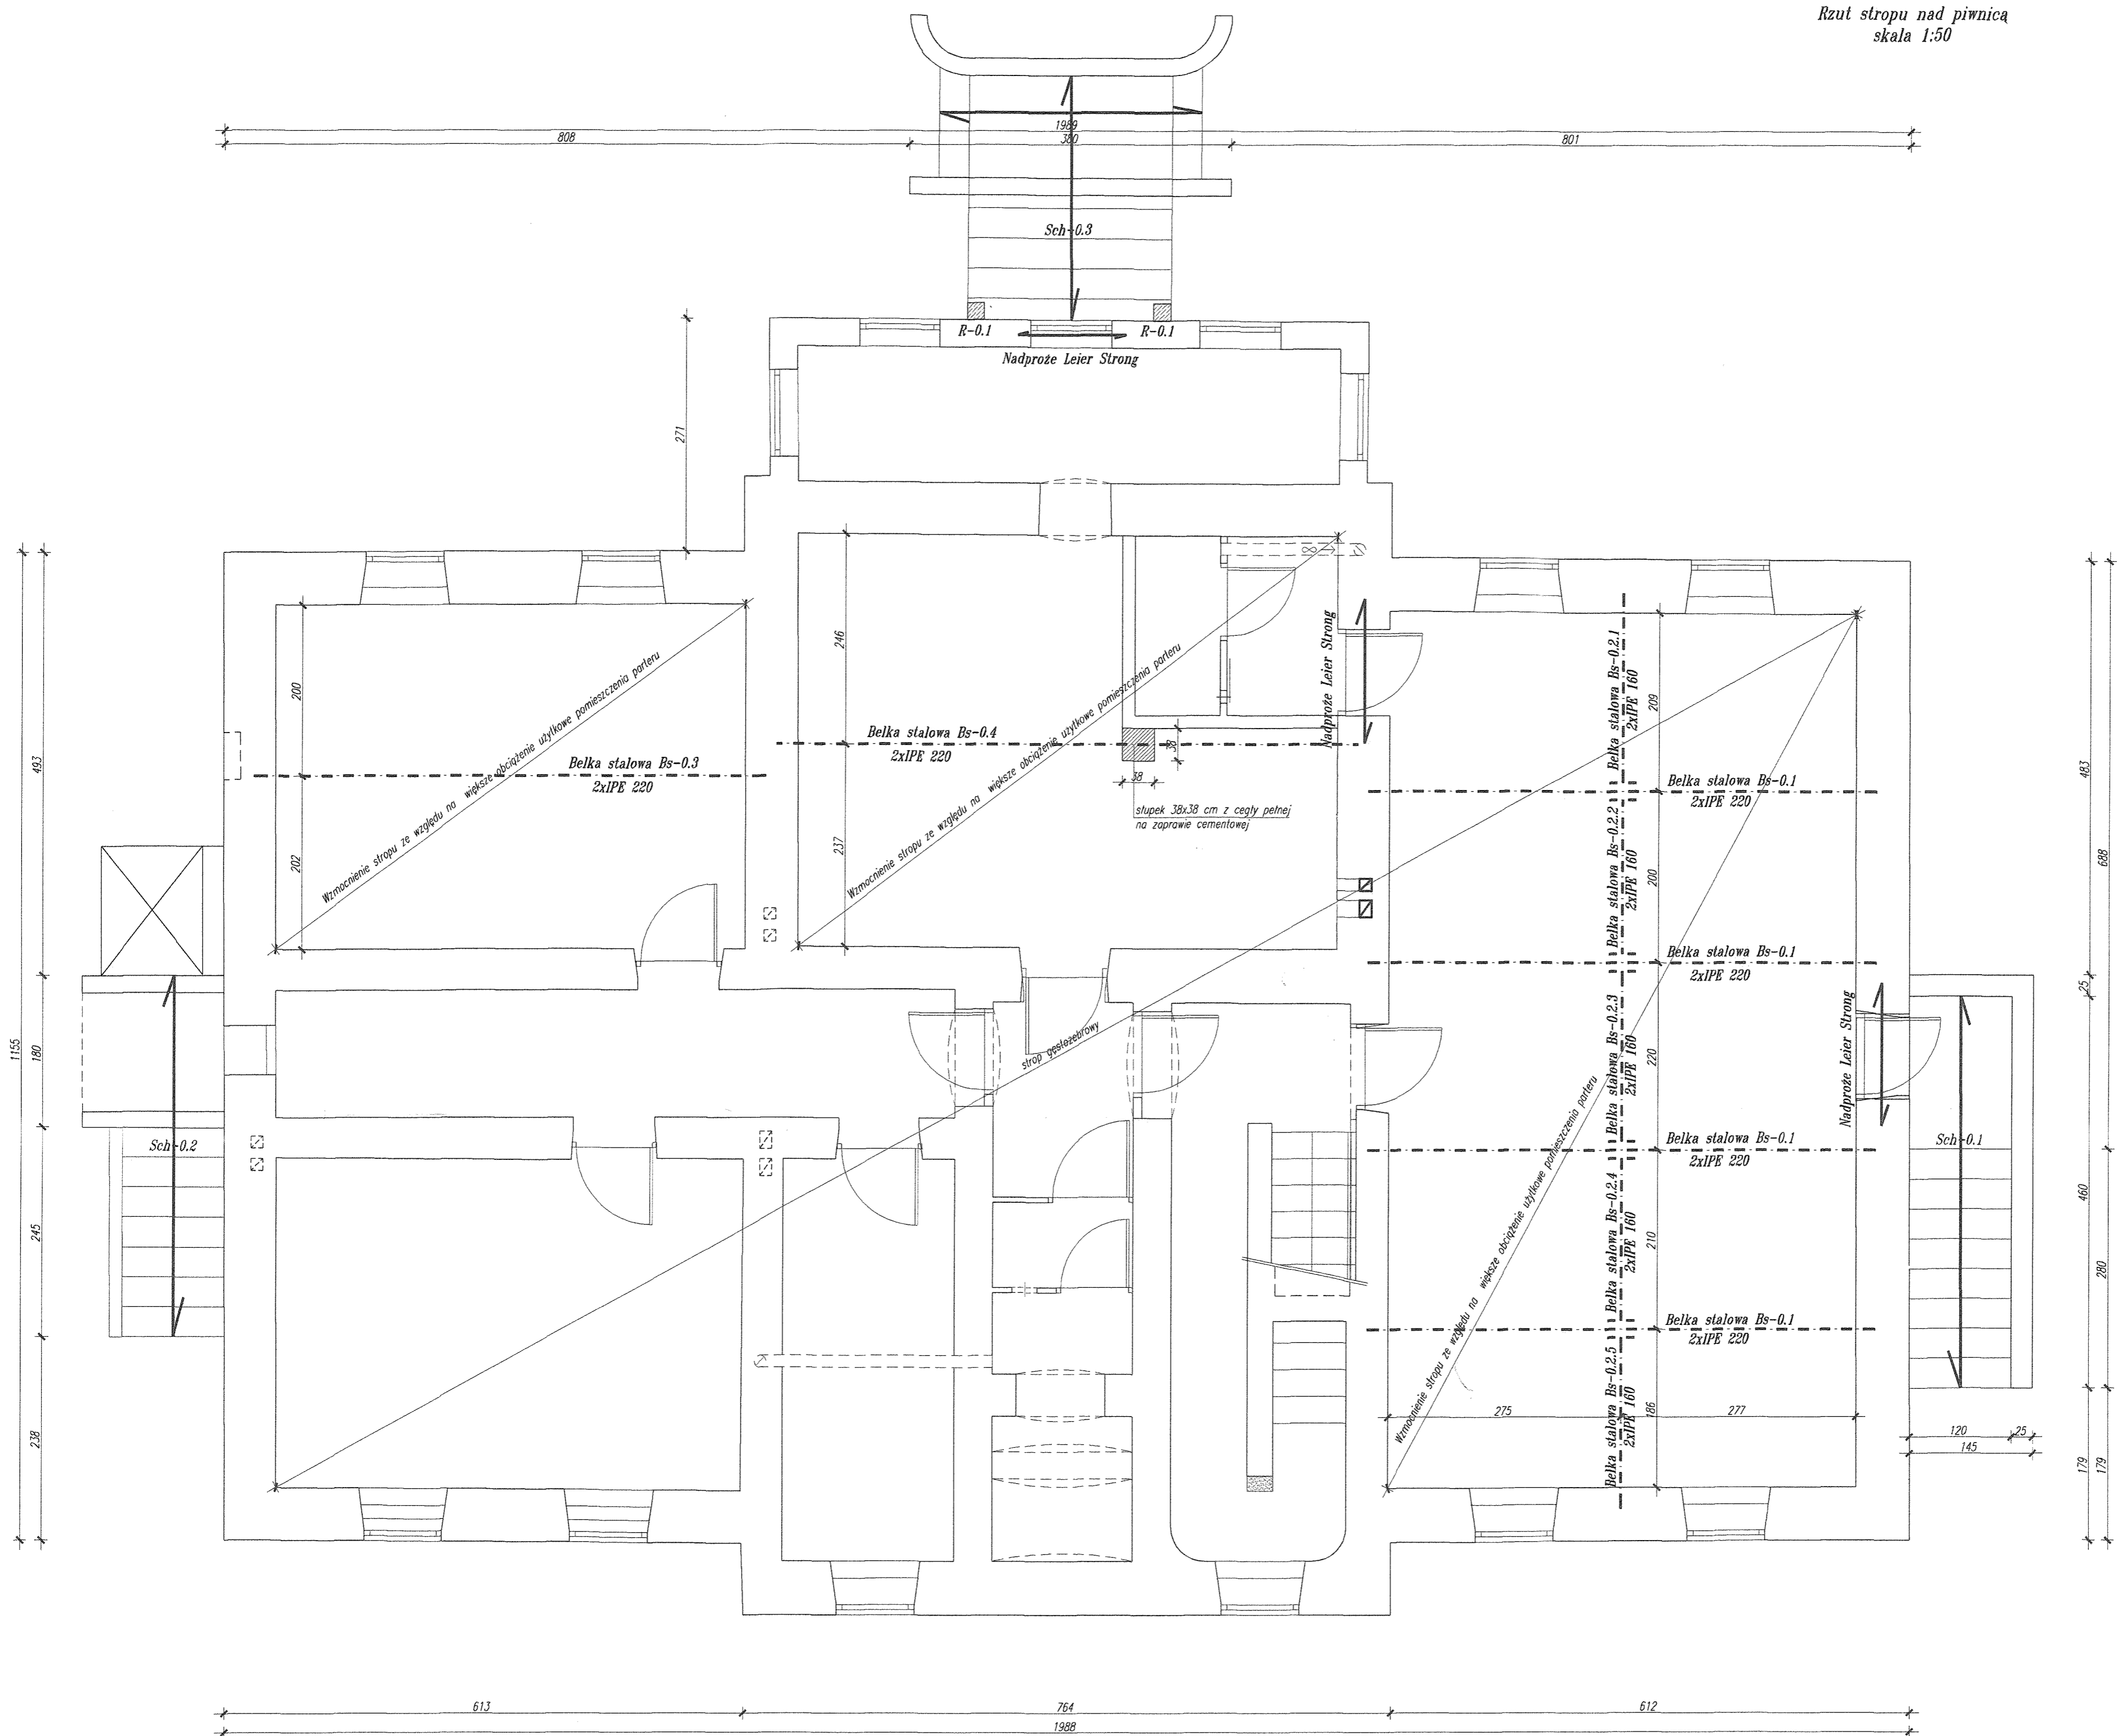 Rzut stropu nad piwnicą
skala 1:50
1989
808
380
801
Sch-0.3
R-0.1
R-0.1
Nadproże Leier Strong
271
200
202
Wzmocnienie stropu ze względu na większe obciążenie użytkowe pomieszczenia parteru
Belka stalowa Bs-0.3
2xIPE 220
246
237
Wzmocnienie stropu ze względu na większe obciążenie użytkowe pomieszczenia parteru
Belka stalowa Bs-0.4
2xIPE 220
38
38
słupek 38x38 cm z cegły pełnej
na zaprawie cementowej
Nadproże Leier Strong
Belka stalowa Bs-0.2.1
2xIPE 160
209
Belka stalowa Bs-0.1
2xIPE 220
Belka stalowa Bs-0.2.2
2xIPE 160
200
Belka stalowa Bs-0.1
2xIPE 220
Belka stalowa Bs-0.2.3
2xIPE 160
220
Belka stalowa Bs-0.1
2xIPE 220
Belka stalowa Bs-0.2.4
2xIPE 160
210
Belka stalowa Bs-0.1
2xIPE 220
Belka stalowa Bs-0.2.5
2xIPE 160
186
275
277
Wzmocnienie stropu ze względu na większe obciążenie użytkowe pomieszczenia parteru
strop gęstożebrowy
Nadproże Leier Strong
Sch-0.2
Sch-0.1
1155
493
180
245
238
483
25
460
179
688
280
179
120
25
145
613
764
612
1988